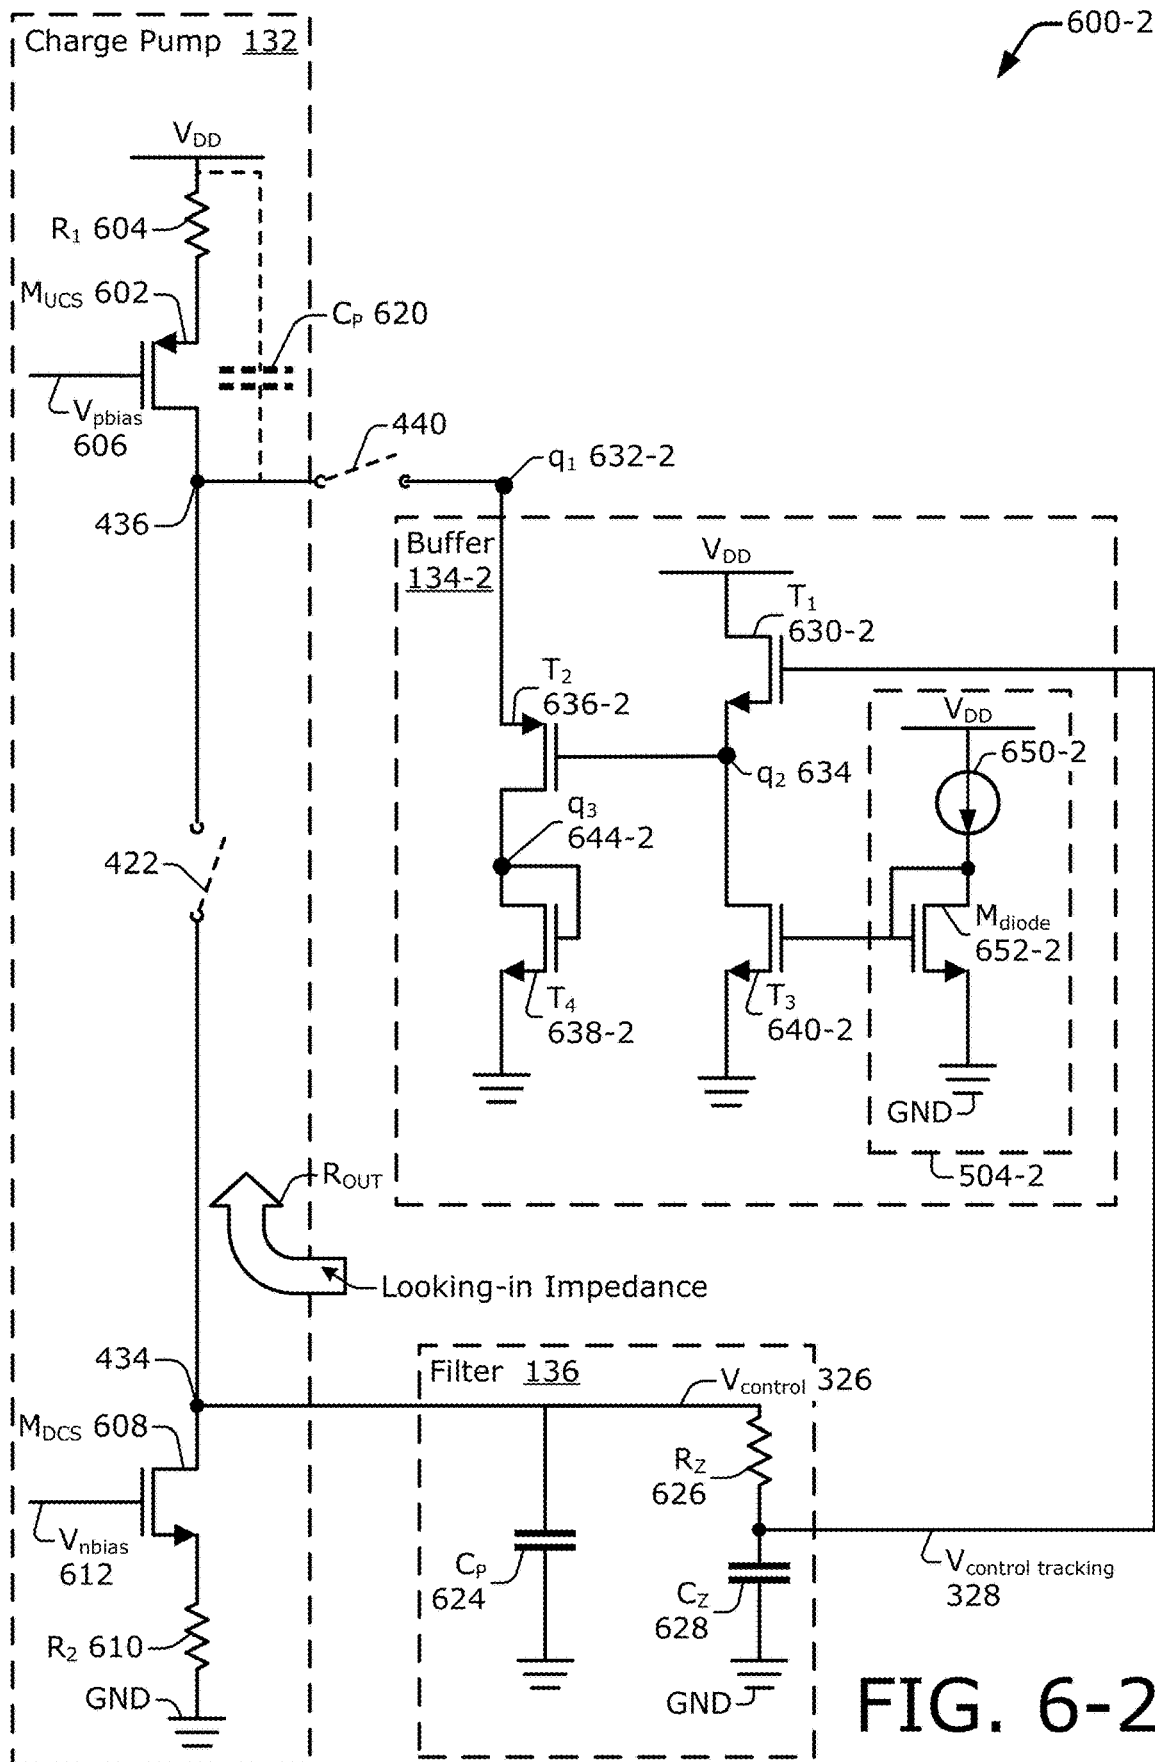 600-2
Charge Pump 132
VDD
R1 604
MUCS 602
CP 620
Vpbias
606
440
q1 632-2
436
Buffer
134-2
VDD
T1
630-2
T2
636-2
VDD
650-2
q2 634
q3
644-2
422
Mdiode
652-2
T4
638-2
T3
640-2
GND
504-2
ROUT
Looking-in Impedance
434
Filter 136
Vcontrol 326
MDCS 608
RZ
626
Vnbias
612
CP
624
CZ
628
Vcontrol tracking
328
R2 610
GND
GND
FIG. 6-2